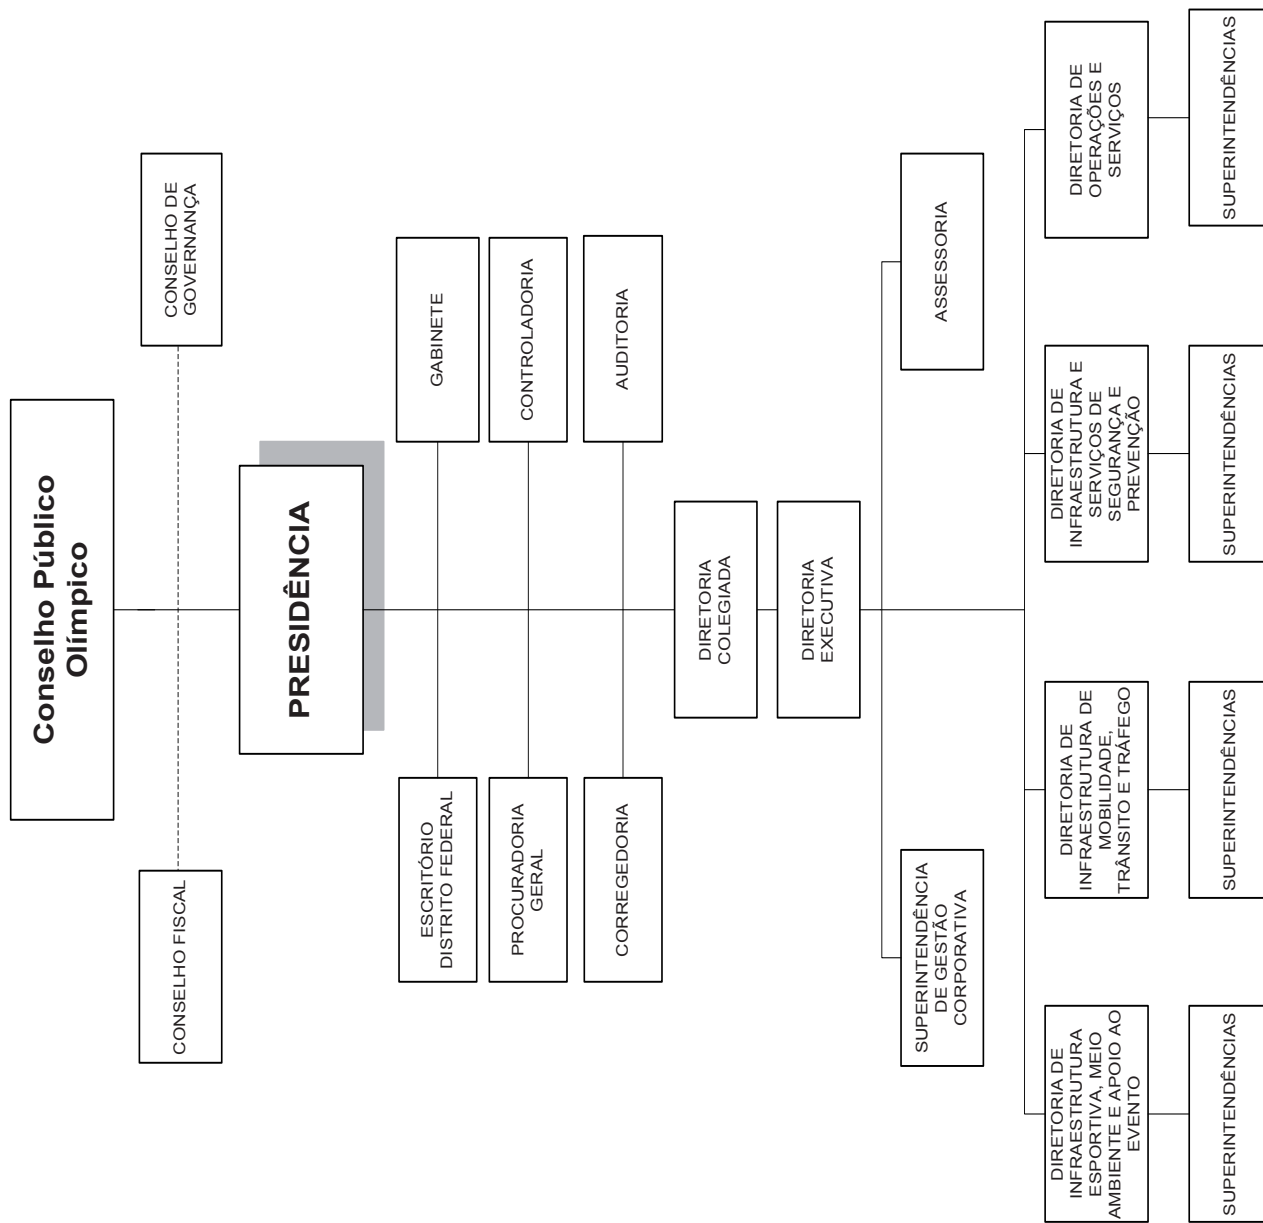 Conselho Público
Olímpico
CONSELHO FISCAL
CONSELHO DE
GOVERNANÇA
PRESIDÊNCIA
ESCRITÓRIO
DISTRITO FEDERAL
GABINETE
PROCURADORIA
GERAL
CONTROLADORIA
CORREGEDORIA
AUDITORIA
DIRETORIA
COLEGIADA
DIRETORIA
EXECUTIVA
SUPERINTENDÊNCIA
DE GESTÃO
CORPORATIVA
ASSESSORIA
DIRETORIA DE
INFRAESTRUTURA
ESPORTIVA, MEIO
AMBIENTE E APOIO AO
EVENTO
DIRETORIA DE
INFRAESTRUTURA DE
MOBILIDADE,
TRÂNSITO E TRÁFEGO
DIRETORIA DE
INFRAESTRUTURA E
SERVIÇOS DE
SEGURANÇA E
PREVENÇÃO
DIRETORIA DE
OPERAÇÕES E
SERVIÇOS
SUPERINTENDÊNCIAS
SUPERINTENDÊNCIAS
SUPERINTENDÊNCIAS
SUPERINTENDÊNCIAS